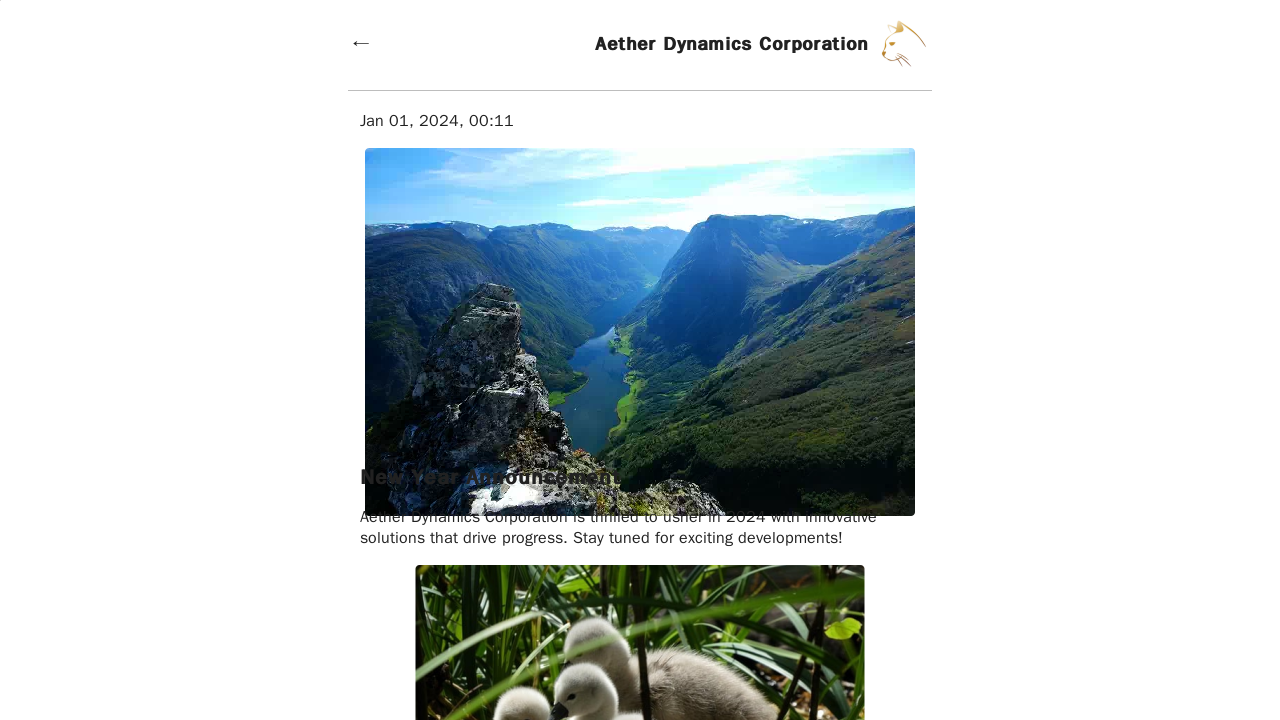 ←
Aether Dynamics Corporation
Jan 01, 2024, 00:11
New Year Announcement
Aether Dynamics Corporation is thrilled to usher in 2024 with innovative
solutions that drive progress. Stay tuned for exciting developments!